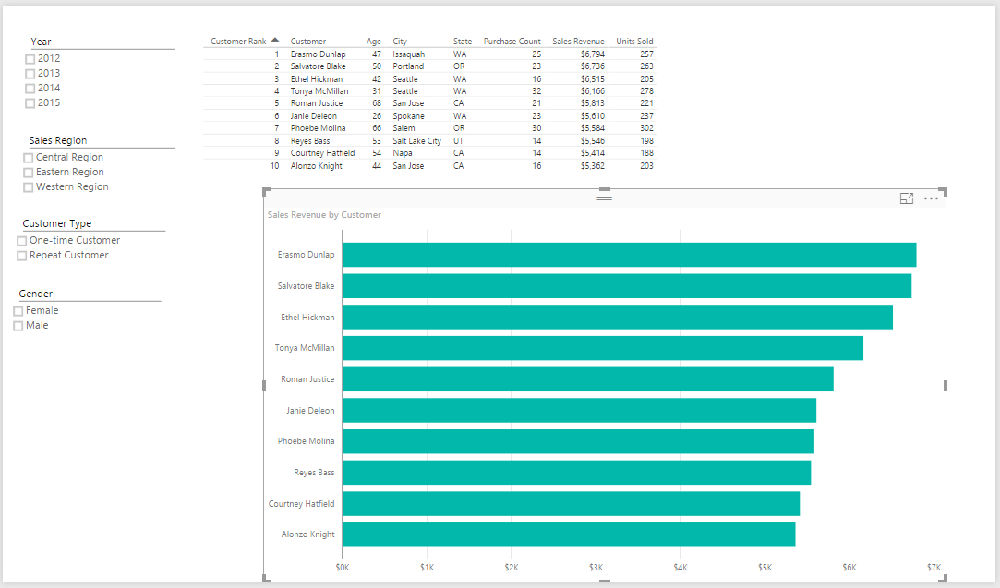 Year
2012
2013
2014
2015
Sales Region
Central Region
Eastern Region
Western Region
Customer Type
One-time Customer
Repeat Customer
Gender
Female
Male
Customer Rank Customer Age City State Purchase Count Sales Revenue Units Sold
1 Erasmo Dunlap 47 Issaquah WA 25 $6,794 257
2 Salvatore Blake 50 Portland OR 23 $6,736 263
3 Ethel Hickman 42 Seattle WA 16 $6,515 205
4 Tonya McMillan 31 Seattle WA 32 $6,166 278
5 Roman Justice 68 San Jose CA 21 $5,813 221
6 Janie Deleon 26 Spokane WA 23 $5,610 237
7 Phoebe Molina 66 Salem OR 30 $5,584 302
8 Reyes Bass 53 Salt Lake City UT 14 $5,546 198
9 Courtney Hatfield 54 Napa CA 14 $5,414 188
10 Alonzo Knight 44 San Jose CA 16 $5,362 203
Sales Revenue by Customer
Erasmo Dunlap
Salvatore Blake
Ethel Hickman
Tonya McMillan
Roman Justice
Janie Deleon
Phoebe Molina
Reyes Bass
Courtney Hatfield
Alonzo Knight
$0K $1K $2K $3K $4K $5K $6K $7K